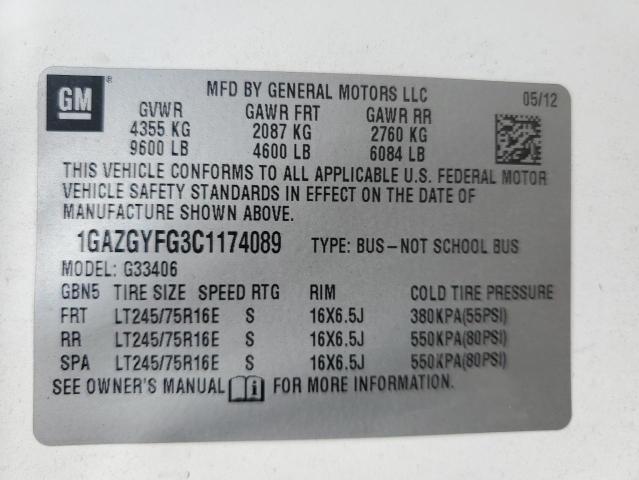 GM ® MFD BY GENERAL MOTORS LLC 05/12
GVWR GAWR FRT GAWR RR
4355 KG 2087 KG 2760 KG
9600 LB 4600 LB 6084 LB
THIS VEHICLE CONFORMS TO ALL APPLICABLE U.S. FEDERAL MOTOR
VEHICLE SAFETY STANDARDS IN EFFECT ON THE DATE OF
MANUFACTURE SHOWN ABOVE.
1GAZGYFG3C1174089 TYPE: BUS–NOT SCHOOL BUS
MODEL: G33406
GBN5 TIRE SIZE SPEED RTG RIM COLD TIRE PRESSURE
FRT LT245/75R16E S 16X6.5J 380KPA(55PSI)
RR LT245/75R16E S 16X6.5J 550KPA(80PSI)
SPA LT245/75R16E S 16X6.5J 550KPA(80PSI)
SEE OWNER'S MANUAL i FOR MORE INFORMATION.